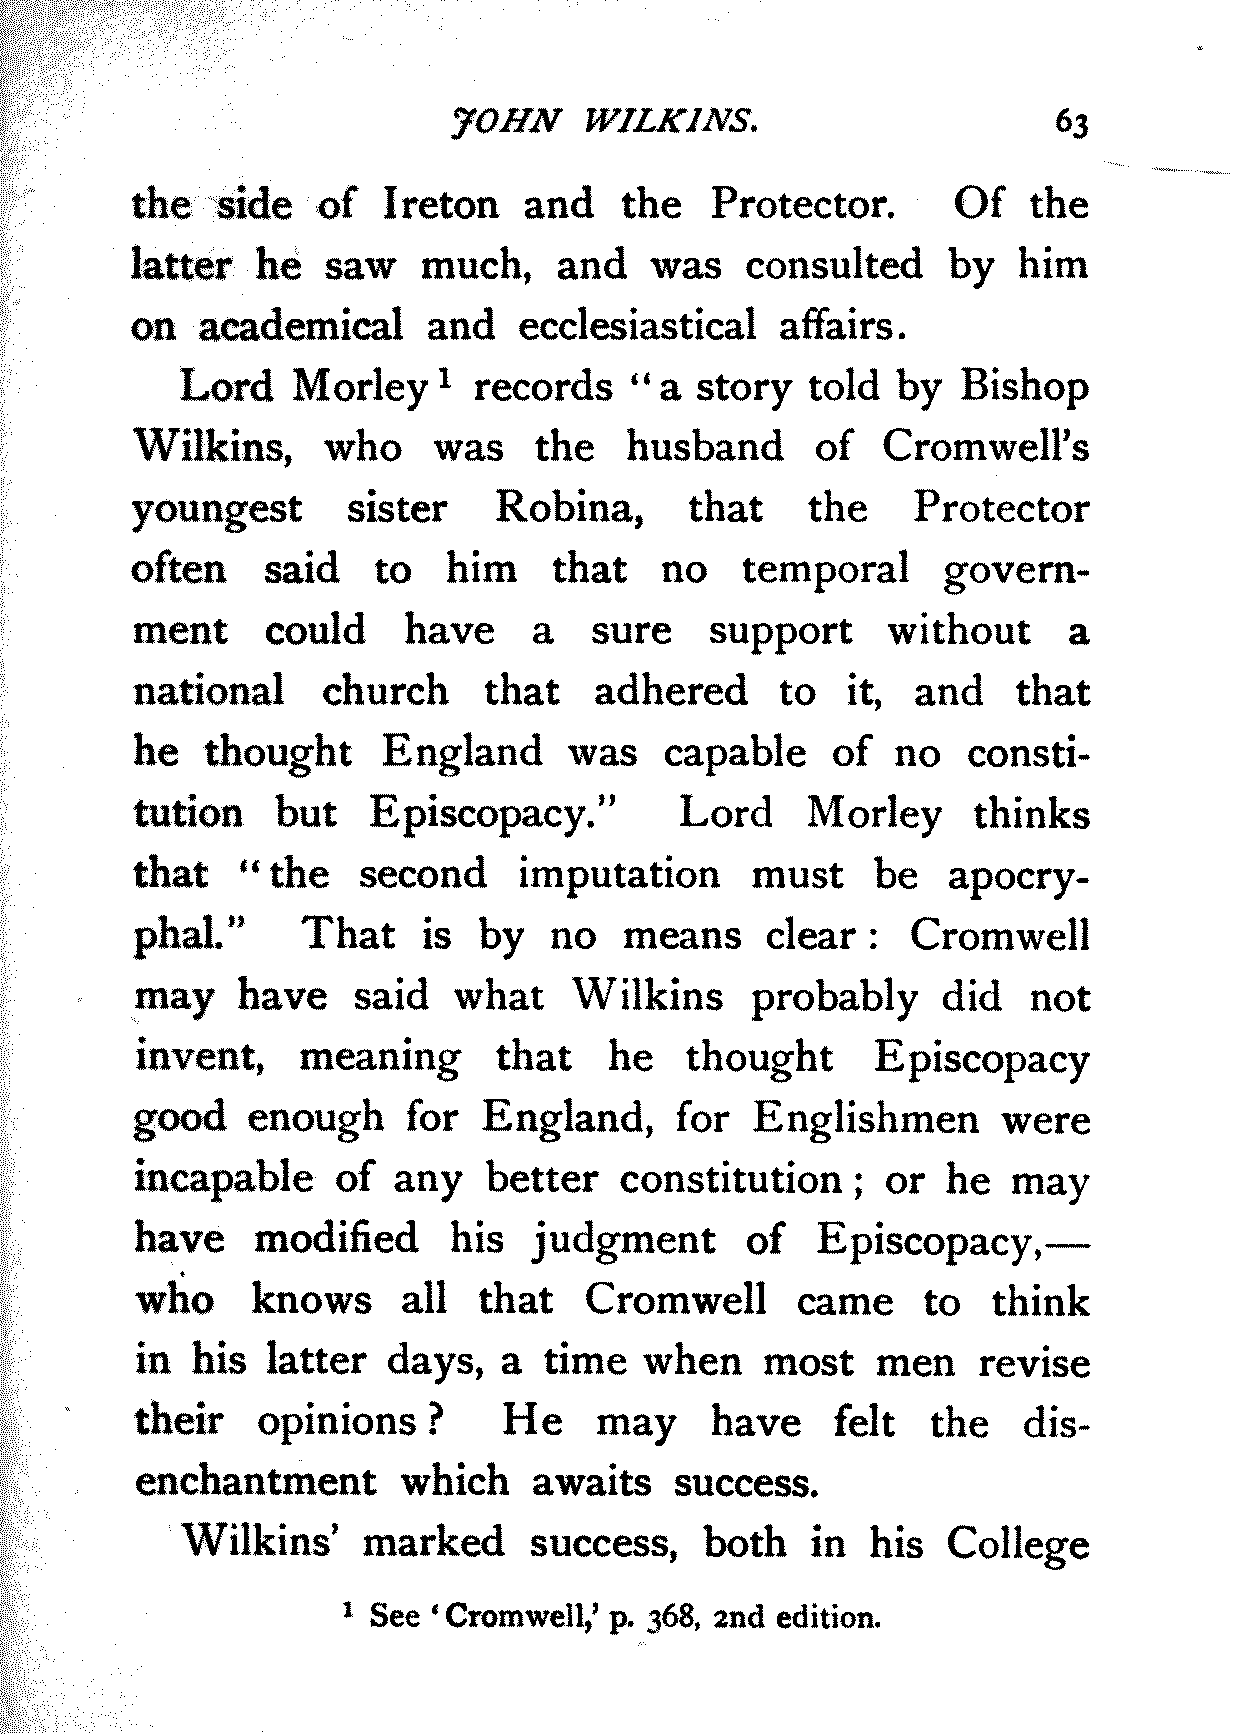 JOHN WILKINS. 63
the side of Ireton and the Protector. Of the
latter he saw much, and was consulted by him
on academical and ecclesiastical affairs.
Lord Morley¹ records "a story told by Bishop
Wilkins, who was the husband of Cromwell's
youngest sister Robina, that the Protector
often said to him that no temporal govern-
ment could have a sure support without a
national church that adhered to it, and that
he thought England was capable of no consti-
tution but Episcopacy." Lord Morley thinks
that "the second imputation must be apocry-
phal." That is by no means clear: Cromwell
may have said what Wilkins probably did not
invent, meaning that he thought Episcopacy
good enough for England, for Englishmen were
incapable of any better constitution; or he may
have modified his judgment of Episcopacy,—
who knows all that Cromwell came to think
in his latter days, a time when most men revise
their opinions? He may have felt the dis-
enchantment which awaits success.
Wilkins' marked success, both in his College
¹ See 'Cromwell,' p. 368, 2nd edition.